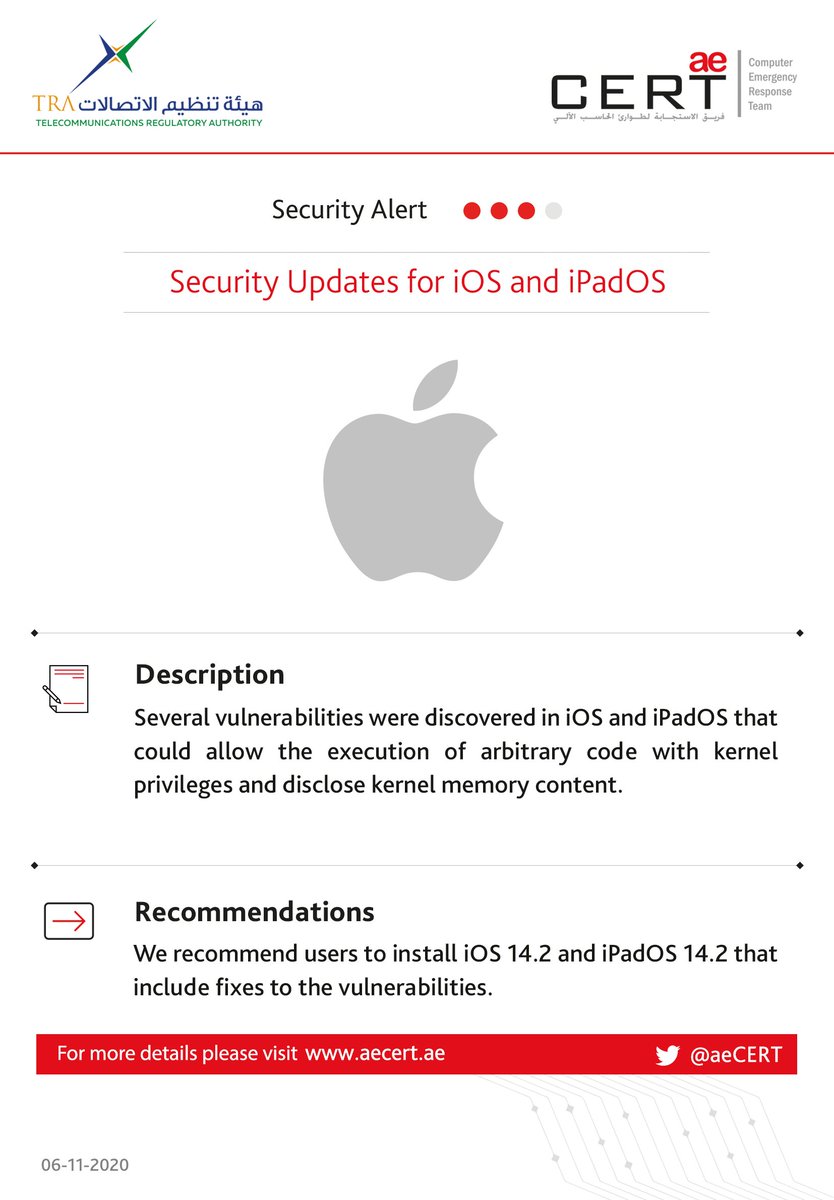 TRA هيئة تنظيم الاتصالات
TELECOMMUNICATIONS REGULATORY AUTHORITY
ae
CERT
فريق الاستجابة لطوارئ الحاسب الآلي
Computer
Emergency
Response
Team
Security Alert
Security Updates for iOS and iPadOS
Description
Several vulnerabilities were discovered in iOS and iPadOS that
could allow the execution of arbitrary code with kernel
privileges and disclose kernel memory content.
Recommendations
We recommend users to install iOS 14.2 and iPadOS 14.2 that
include fixes to the vulnerabilities.
For more details please visit www.aecert.ae
@aeCERT
06-11-2020